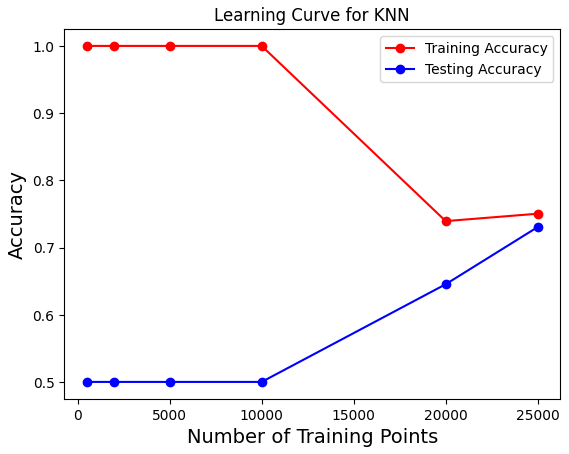 Learning Curve for KNN
Training Accuracy
Testing Accuracy
Accuracy
1.0
0.9
0.8
0.7
0.6
0.5
0 5000 10000 15000 20000 25000
Number of Training Points